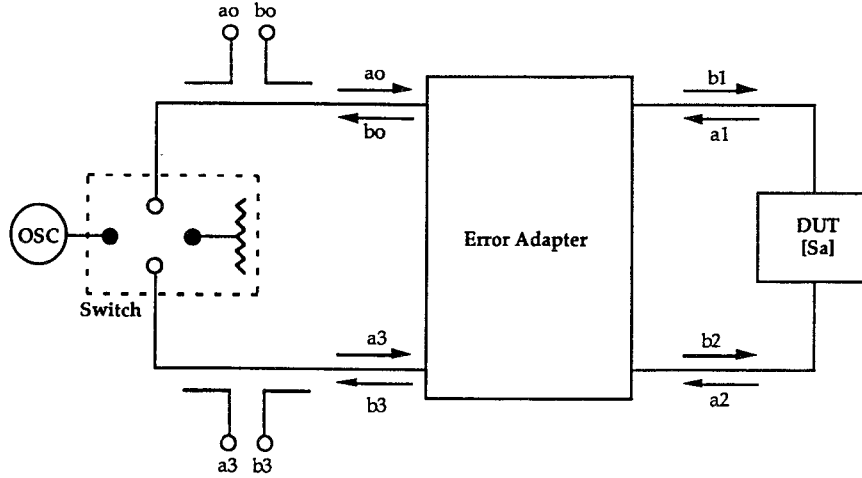 ao bo
ao
bo
b1
a1
OSC
Switch
Error Adapter
DUT
[Sa]
a3
b3
b2
a2
a3 b3